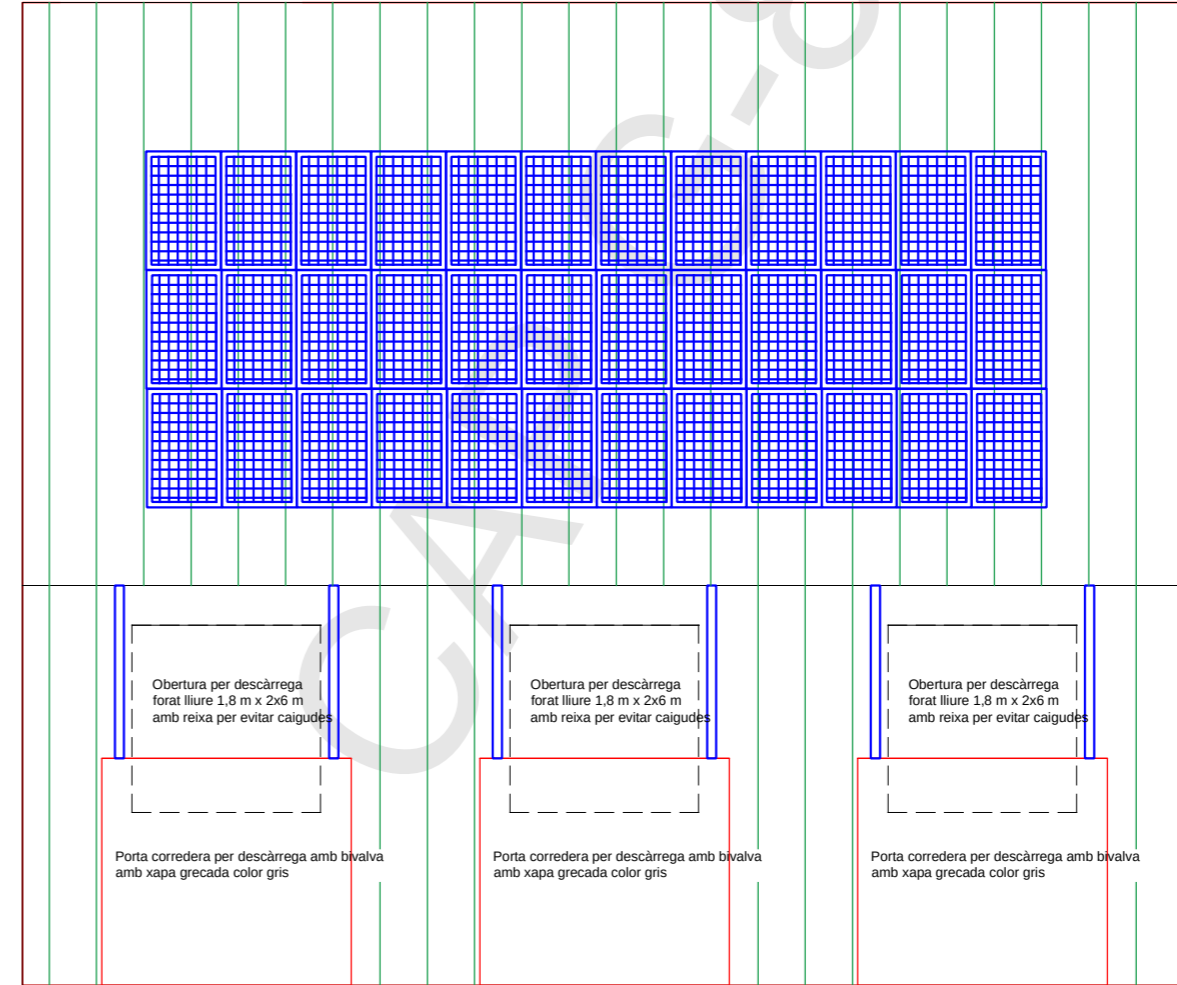 Obertura per descàrrega
forat lliure 1,8 m x 2x6 m
amb reixa per evitar caigudes
Obertura per descàrrega
forat lliure 1,8 m x 2x6 m
amb reixa per evitar caigudes
Obertura per descàrrega
forat lliure 1,8 m x 2x6 m
amb reixa per evitar caigudes
Porta corredera per descàrrega amb bivalva
amb xapa grecada color gris
Porta corredera per descàrrega amb bivalva
amb xapa grecada color gris
Porta corredera per descàrrega amb bivalva
amb xapa grecada color gris